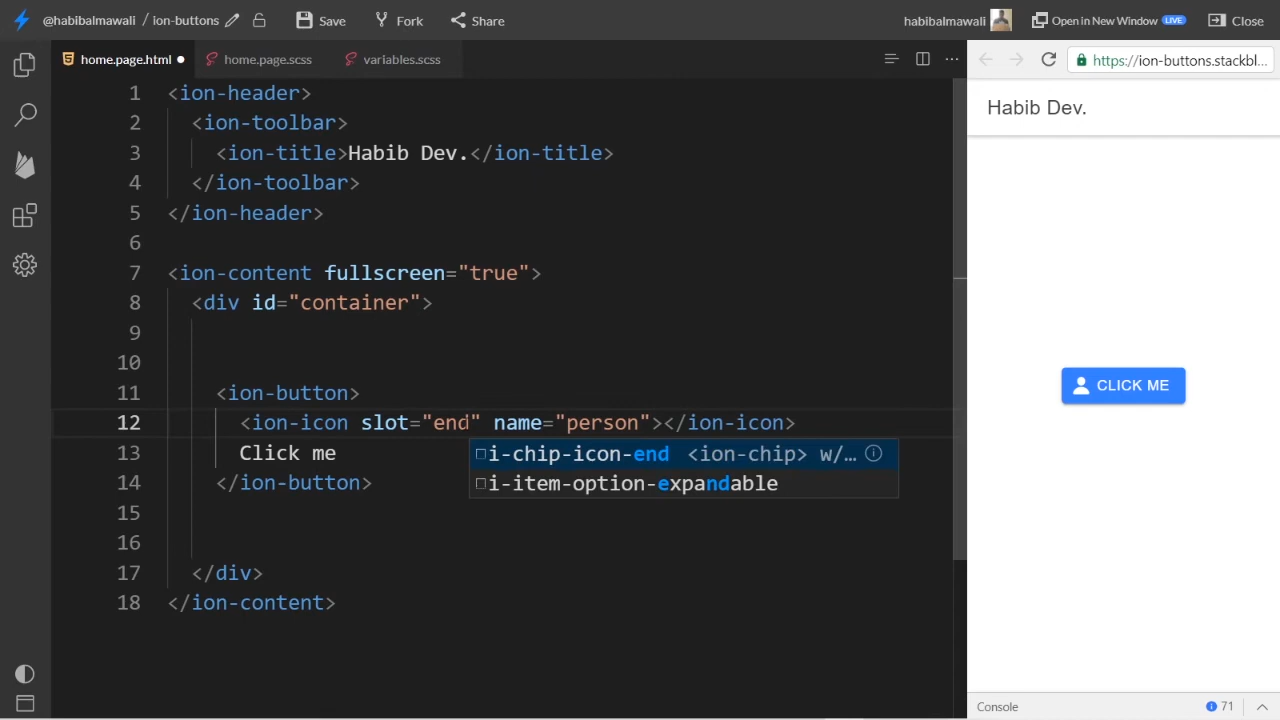 @habibalmawali / ion-buttons Save Fork Share habibalmawali Open in New Window LIVE Close
home.page.html home.page.scss variables.scss ... https://ion-buttons.stackbl...
1 <ion-header>
2 <ion-toolbar>
3 <ion-title>Habib Dev.</ion-title>
4 </ion-toolbar>
5 </ion-header>
6
7 <ion-content fullscreen="true">
8 <div id="container">
9
10
11 <ion-button>
12 <ion-icon slot="end" name="person"></ion-icon>
13 Click me
i-chip-icon-end <ion-chip> w/...
14 </ion-button>
i-item-option-expandable
15
16
17 </div>
18 </ion-content>
Habib Dev.
CLICK ME
Console 71